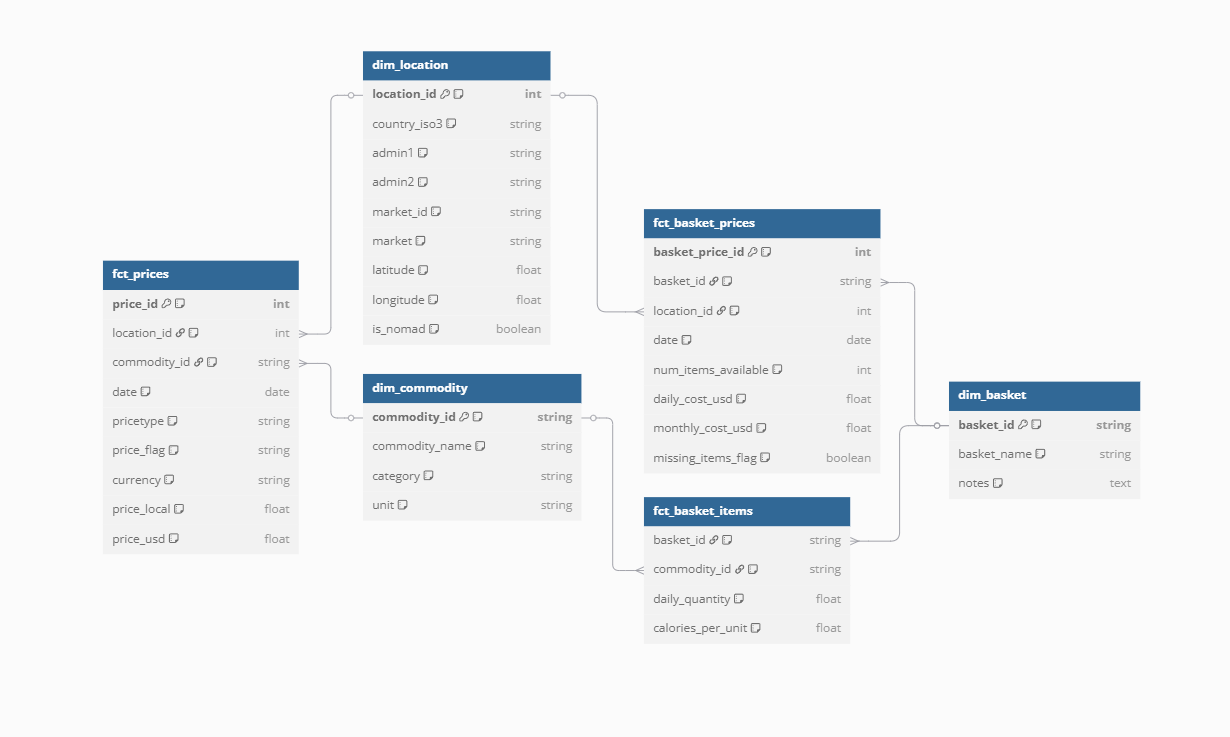 dim_location
location_id int
country_iso3 string
admin1 string
admin2 string
market_id string
market string
latitude float
longitude float
is_nomad boolean
fct_prices
price_id int
location_id int
commodity_id string
date date
pricetype string
price_flag string
currency string
price_local float
price_usd float
dim_commodity
commodity_id string
commodity_name string
category string
unit string
fct_basket_prices
basket_price_id int
basket_id string
location_id int
date date
num_items_available int
daily_cost_usd float
monthly_cost_usd float
missing_items_flag boolean
fct_basket_items
basket_id string
commodity_id string
daily_quantity float
calories_per_unit float
dim_basket
basket_id string
basket_name string
notes text